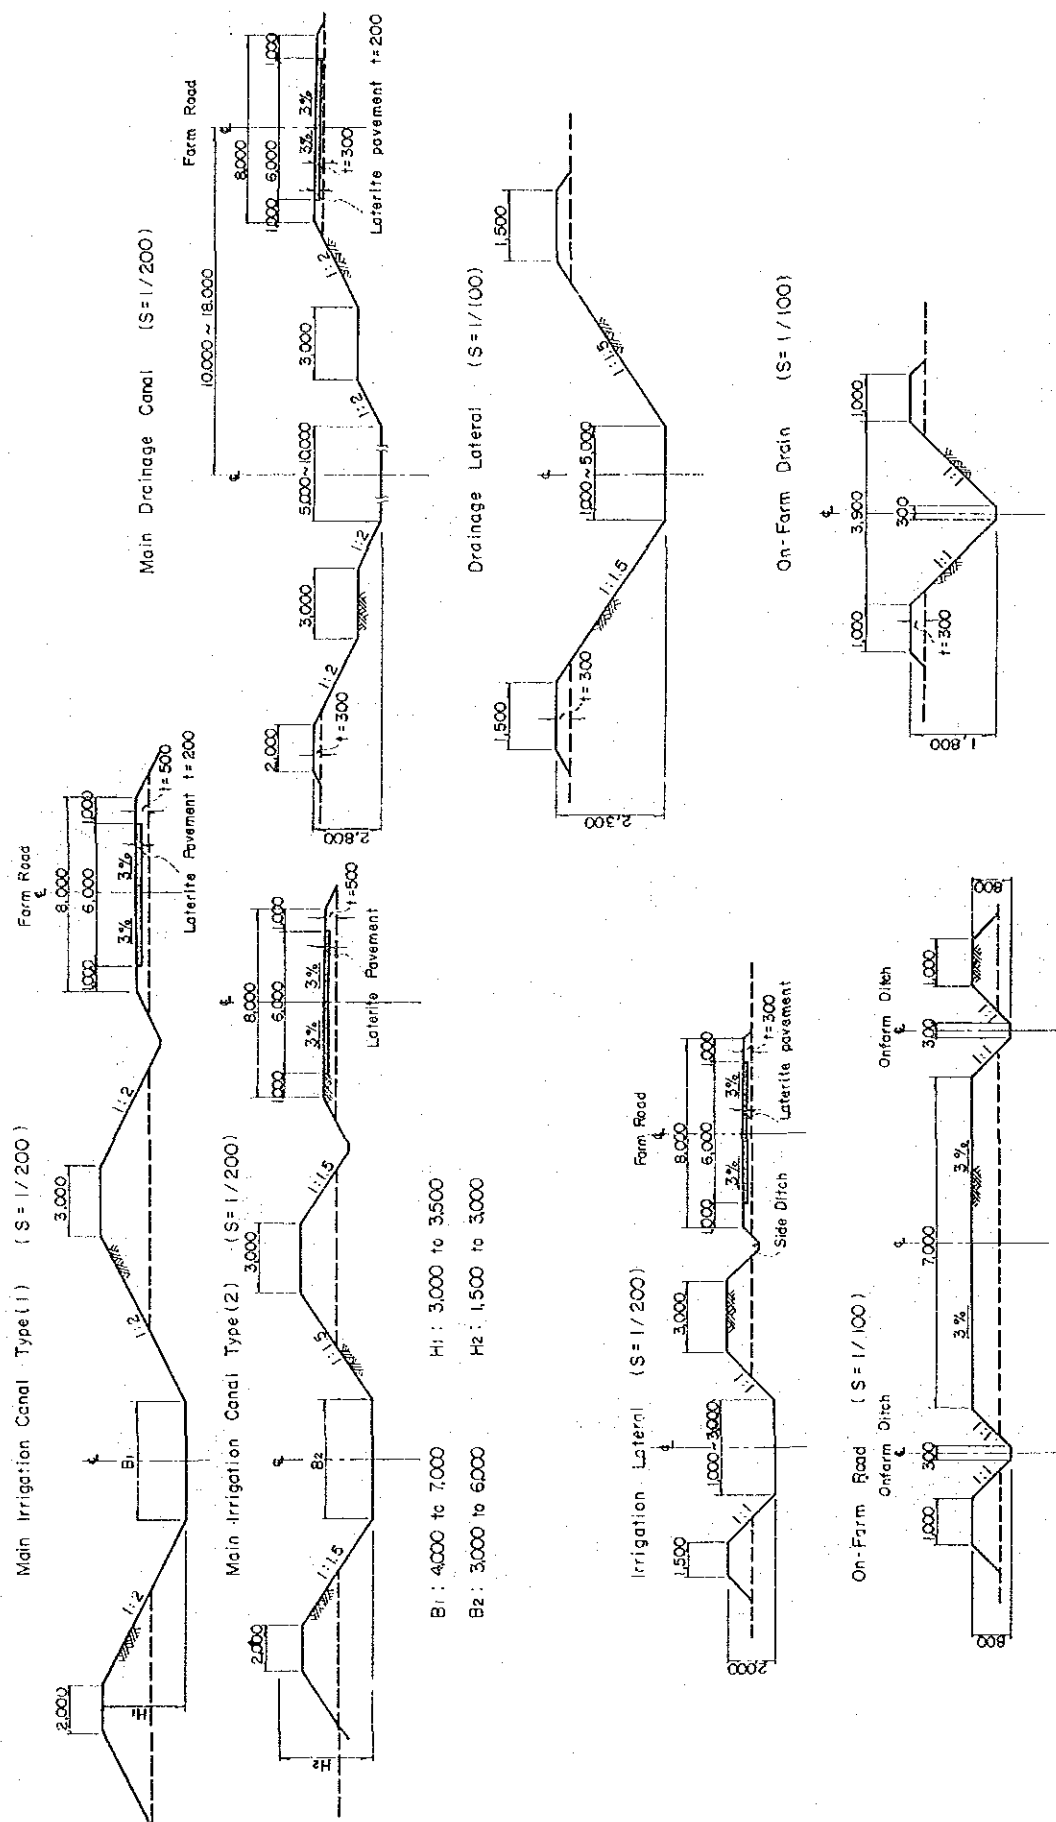 Main Irrigation Canal Type (1) (S=1/200)
Farm Road
℄
8,000
1,000
6,000
1,000
3%
3%
t=500
Laterite Pavement t=200
2,000
H1
1:2
℄
B1
1:2
3,000
1:2
Main Irrigation Canal Type (2) (S=1/200)
℄
8,000
1,000
6,000
1,000
3%
3%
t=500
Laterite Pavement
2,000
H2
1:1.5
℄
B2
1:1.5
3,000
1:1.5
B1 : 4,000 to 7,000
H1 : 3,000 to 3,500
B2 : 3,000 to 6,000
H2 : 1,500 to 3,000
Irrigation Lateral (S=1/200)
Farm Road
℄
8,000
1,000
6,000
1,000
3%
3%
t=300
Laterite pavement
Side Ditch
1,500
2,000
1:1
℄
1,000~3,000
1:1
3,000
On-Farm Road (S=1/100)
Onfarm Ditch
℄
1,000
300
1:1
1:1
800
℄
7,000
3%
3%
Onfarm Ditch
℄
300
1:1
1:1
1,000
800
Main Drainage Canal (S=1/200)
10,000~18,000
Farm Road
℄
8,000
1,000
6,000
1,000
3%
3%
t=300
Laterite pavement t=200
2,000
t=300
2,800
1:2
3,000
1:2
℄
5,000~10,000
1:2
3,000
1:2
Drainage Lateral (S=1/100)
1,500
t=300
2,300
1:1.5
℄
1,000~5,000
1:1.5
1,500
On-Farm Drain (S=1/100)
℄
3,900
1,000
300
1,000
t=300
1:1
1:1
1,800